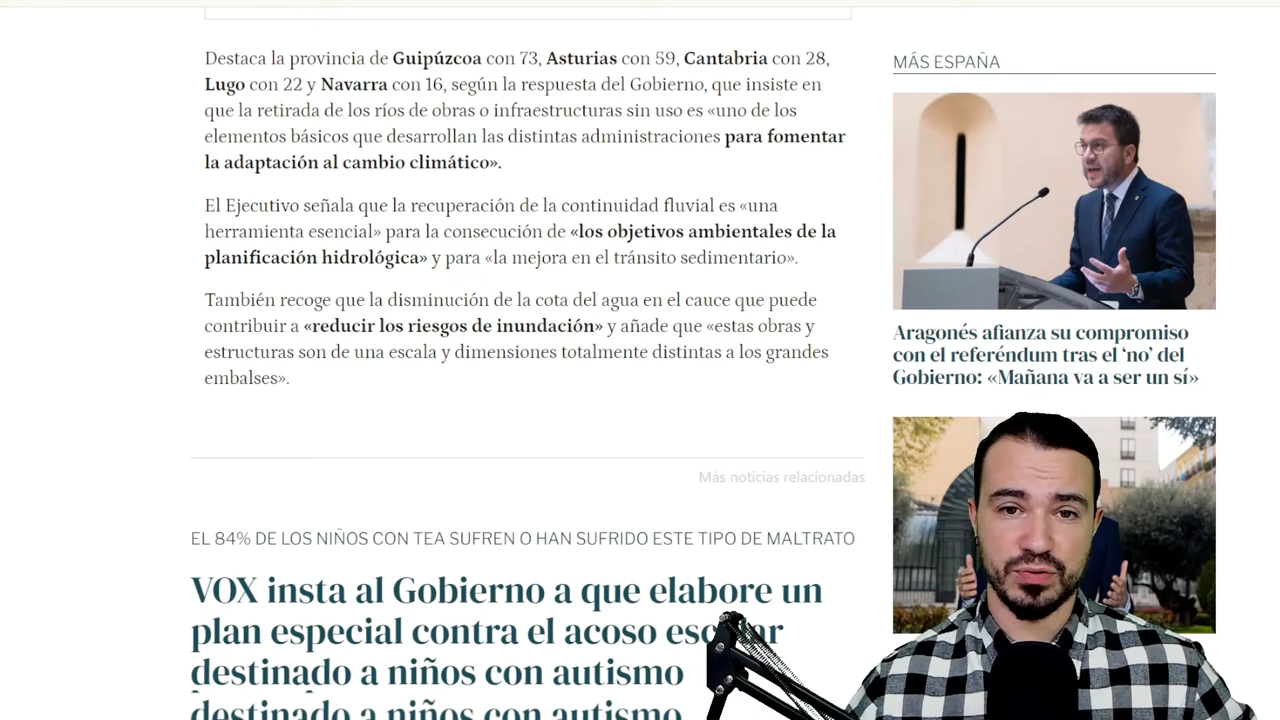 Destaca la provincia de Guipúzcoa con 73, Asturias con 59, Cantabria con 28,
Lugo con 22 y Navarra con 16, según la respuesta del Gobierno, que insiste en
que la retirada de los ríos de obras o infraestructuras sin uso es «uno de los
elementos básicos que desarrollan las distintas administraciones para fomentar
la adaptación al cambio climático».
El Ejecutivo señala que la recuperación de la continuidad fluvial es «una
herramienta esencial» para la consecución de «los objetivos ambientales de la
planificación hidrológica» y para «la mejora en el tránsito sedimentario».
También recoge que la disminución de la cota del agua en el cauce que puede
contribuir a «reducir los riesgos de inundación» y añade que «estas obras y
estructuras son de una escala y dimensiones totalmente distintas a los grandes
embalses».
Más noticias relacionadas
EL 84% DE LOS NIÑOS CON TEA SUFREN O HAN SUFRIDO ESTE TIPO DE MALTRATO
VOX insta al Gobierno a que elabore un
plan especial contra el acoso
destinado a niños con autismo
destinado a niños con autismo
MÁS ESPAÑA
Aragonés afianza su compromiso
con el referéndum tras el ‘no’ del
Gobierno: «Mañana va a ser un sí»